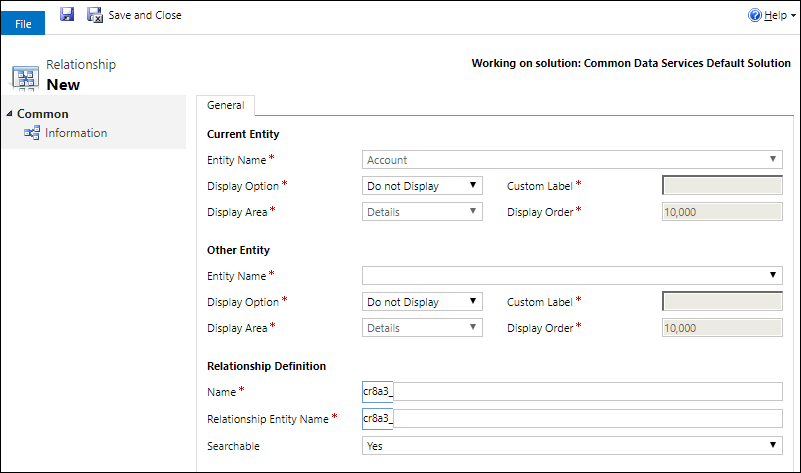 File Save and Close Help
Relationship
New
Working on solution: Common Data Services Default Solution
Common
Information
General
Current Entity
Entity Name * Account
Display Option * Do not Display Custom Label *
Display Area * Details Display Order * 10,000
Other Entity
Entity Name *
Display Option * Do not Display Custom Label *
Display Area * Details Display Order * 10,000
Relationship Definition
Name * cr8a3_
Relationship Entity Name * cr8a3_
Searchable Yes